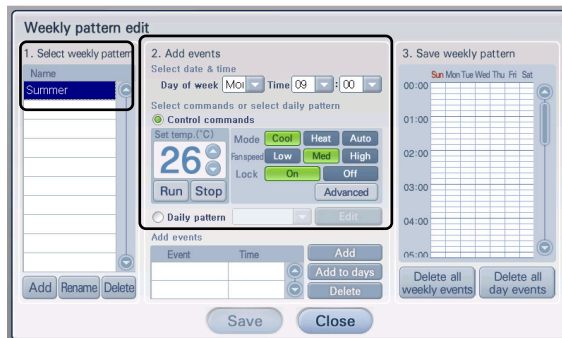 Weekly pattern edit
1. Select weekly pattern
Name
Summer
Add Rename Delete
2. Add events
Select date & time
Day of week Mon Time 09 : 00
Select commands or select daily pattern
Control commands
Set temp.(°C)
26
Run Stop
Mode Cool Heat Auto
Fan speed Low Med High
Lock On Off
Advanced
Daily pattern Edit
Add events
Event Time
Add
Add to days
Delete
3. Save weekly pattern
Sun Mon Tue Wed Thu Fri Sat
00:00
01:00
02:00
03:00
04:00
05:00
Delete all weekly events
Delete all day events
Save Close